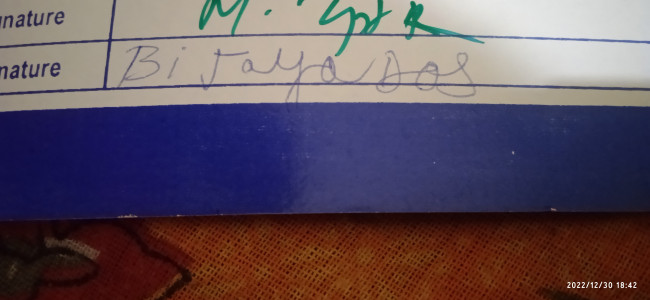 nature
M.
nature Bijaya Das
2022/12/30 18:42